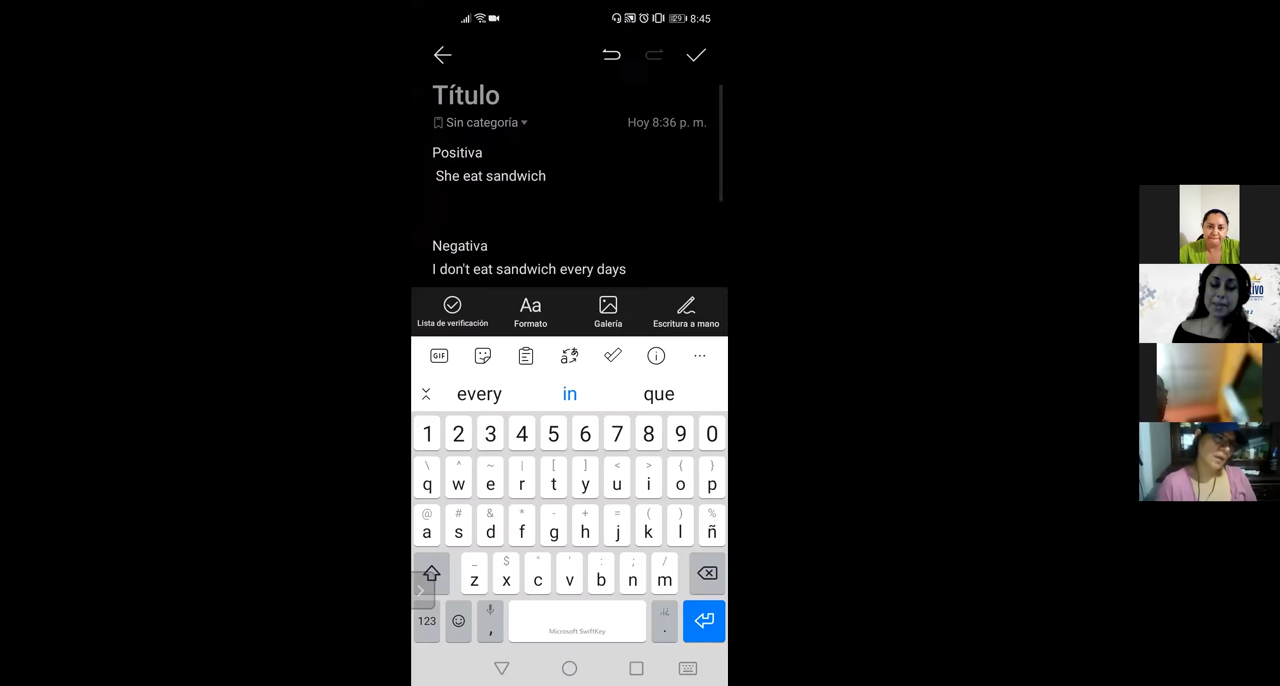 29 8:45
Título
Sin categoría
Hoy 8:36 p. m.
Positiva
She eat sandwich
Negativa
I don't eat sandwich every days
Lista de verificación
Aa
Formato
Galería
Escritura a mano
GIF
every in que
1 2 3 4 5 6 7 8 9 0
\ ^ ~ | [ ] < > { }
q w e r t y u i o p
@ # & * - + = ( ) %
a s d f g h j k l ñ
_ $ " ' : ; /
z x c v b n m
123 , Microsoft SwiftKey .